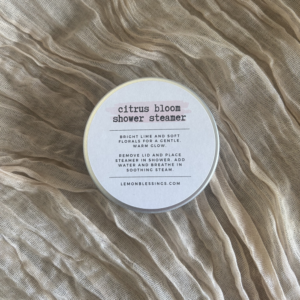 citrus bloom
shower steamer
BRIGHT LIME AND SOFT
FLORALS FOR A GENTLE,
WARM GLOW.
REMOVE LID AND PLACE
STEAMER IN SHOWER. ADD
WATER AND BREATHE IN
SOOTHING STEAM.
LEMONBLESSINGS.COM